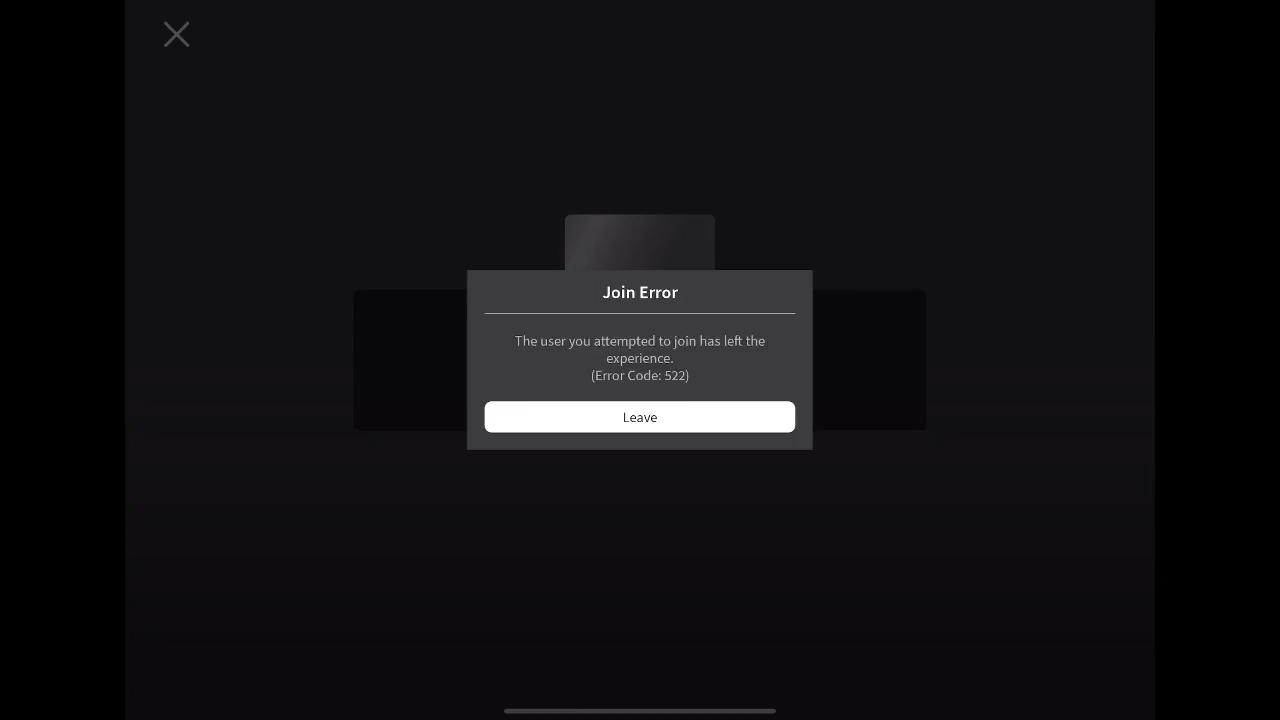 Join Error
The user you attempted to join has left the
experience.
(Error Code: 522)
Leave